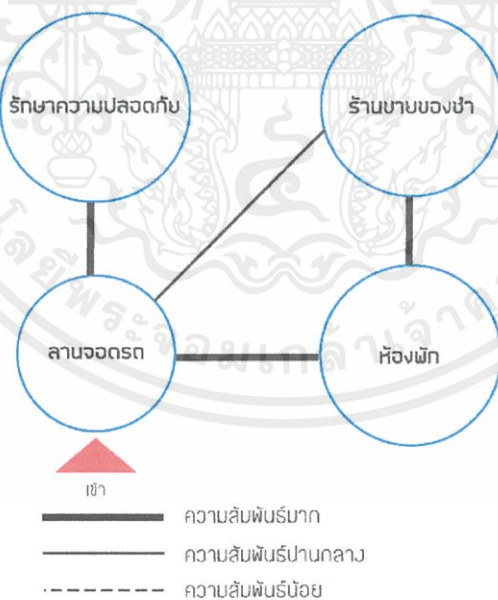 รักษาความปลอดภัย
ร้านขายของชำ
ลานจอดรถ
ห้องพัก
เข้า
ความสัมพันธ์มาก
ความสัมพันธ์ปานกลาง
ความสัมพันธ์น้อย